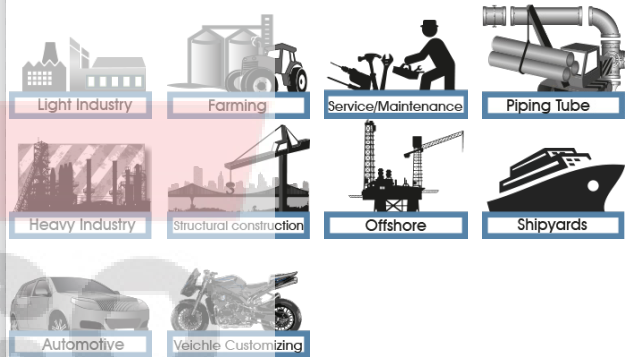 Light Industry
Farming
Service/Maintenance
Piping Tube
Heavy Industry
Structural construction
Offshore
Shipyards
Automotive
Veichle Customizing